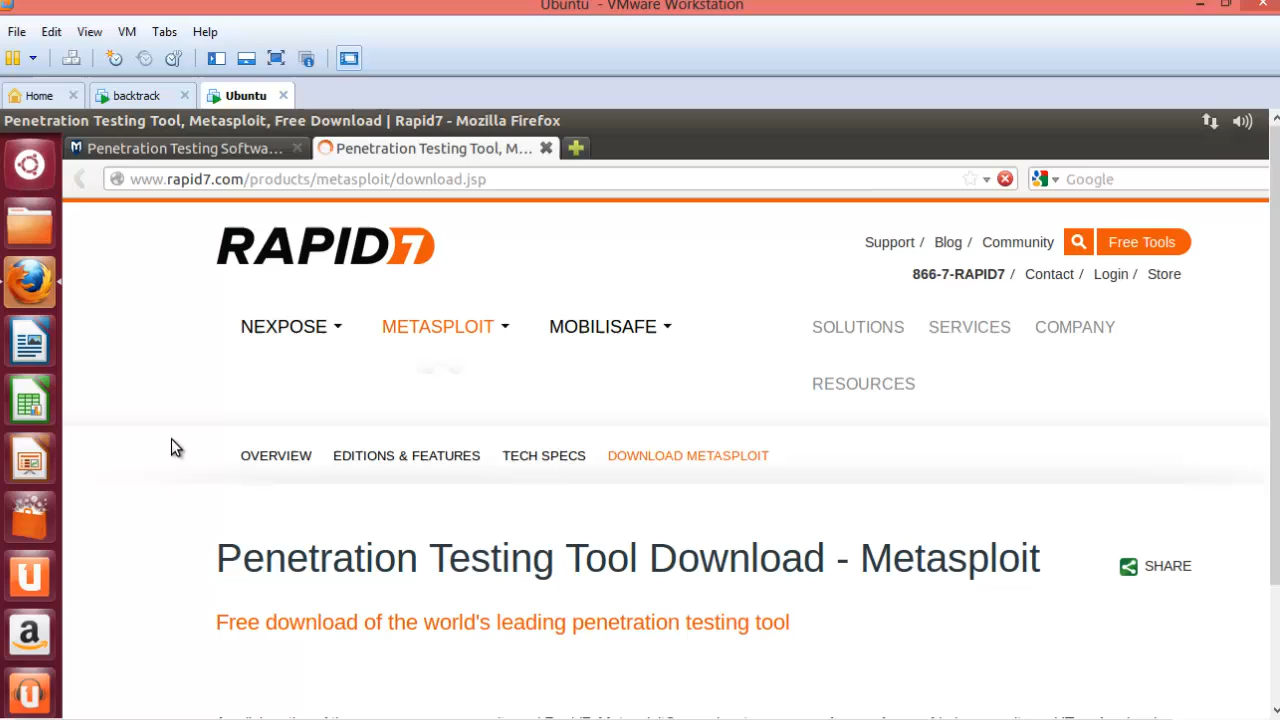 Ubuntu - VMware Workstation
File Edit View VM Tabs Help
Home backtrack Ubuntu
Penetration Testing Tool, Metasploit, Free Download | Rapid7 - Mozilla Firefox
Penetration Testing Softwa... Penetration Testing Tool, M...
www.rapid7.com/products/metasploit/download.jsp Google
RAPID7
Support / Blog / Community Free Tools
866-7-RAPID7 / Contact / Login / Store
NEXPOSE METASPLOIT MOBILISAFE SOLUTIONS SERVICES COMPANY
RESOURCES
OVERVIEW EDITIONS & FEATURES TECH SPECS DOWNLOAD METASPLOIT
Penetration Testing Tool Download - Metasploit
SHARE
Free download of the world's leading penetration testing tool